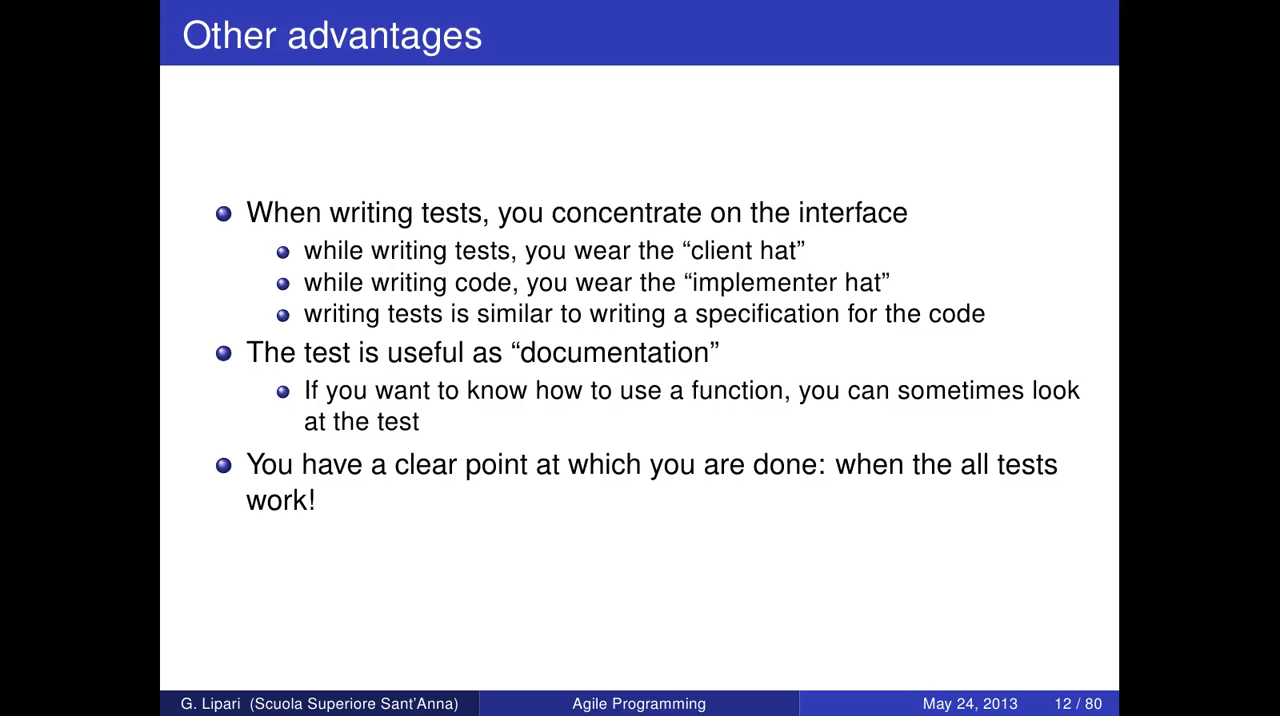 Other advantages
When writing tests, you concentrate on the interface
while writing tests, you wear the “client hat”
while writing code, you wear the “implementer hat”
writing tests is similar to writing a specification for the code
The test is useful as “documentation”
If you want to know how to use a function, you can sometimes look
at the test
You have a clear point at which you are done: when the all tests
work!
G. Lipari (Scuola Superiore Sant’Anna) Agile Programming May 24, 2013 12 / 80